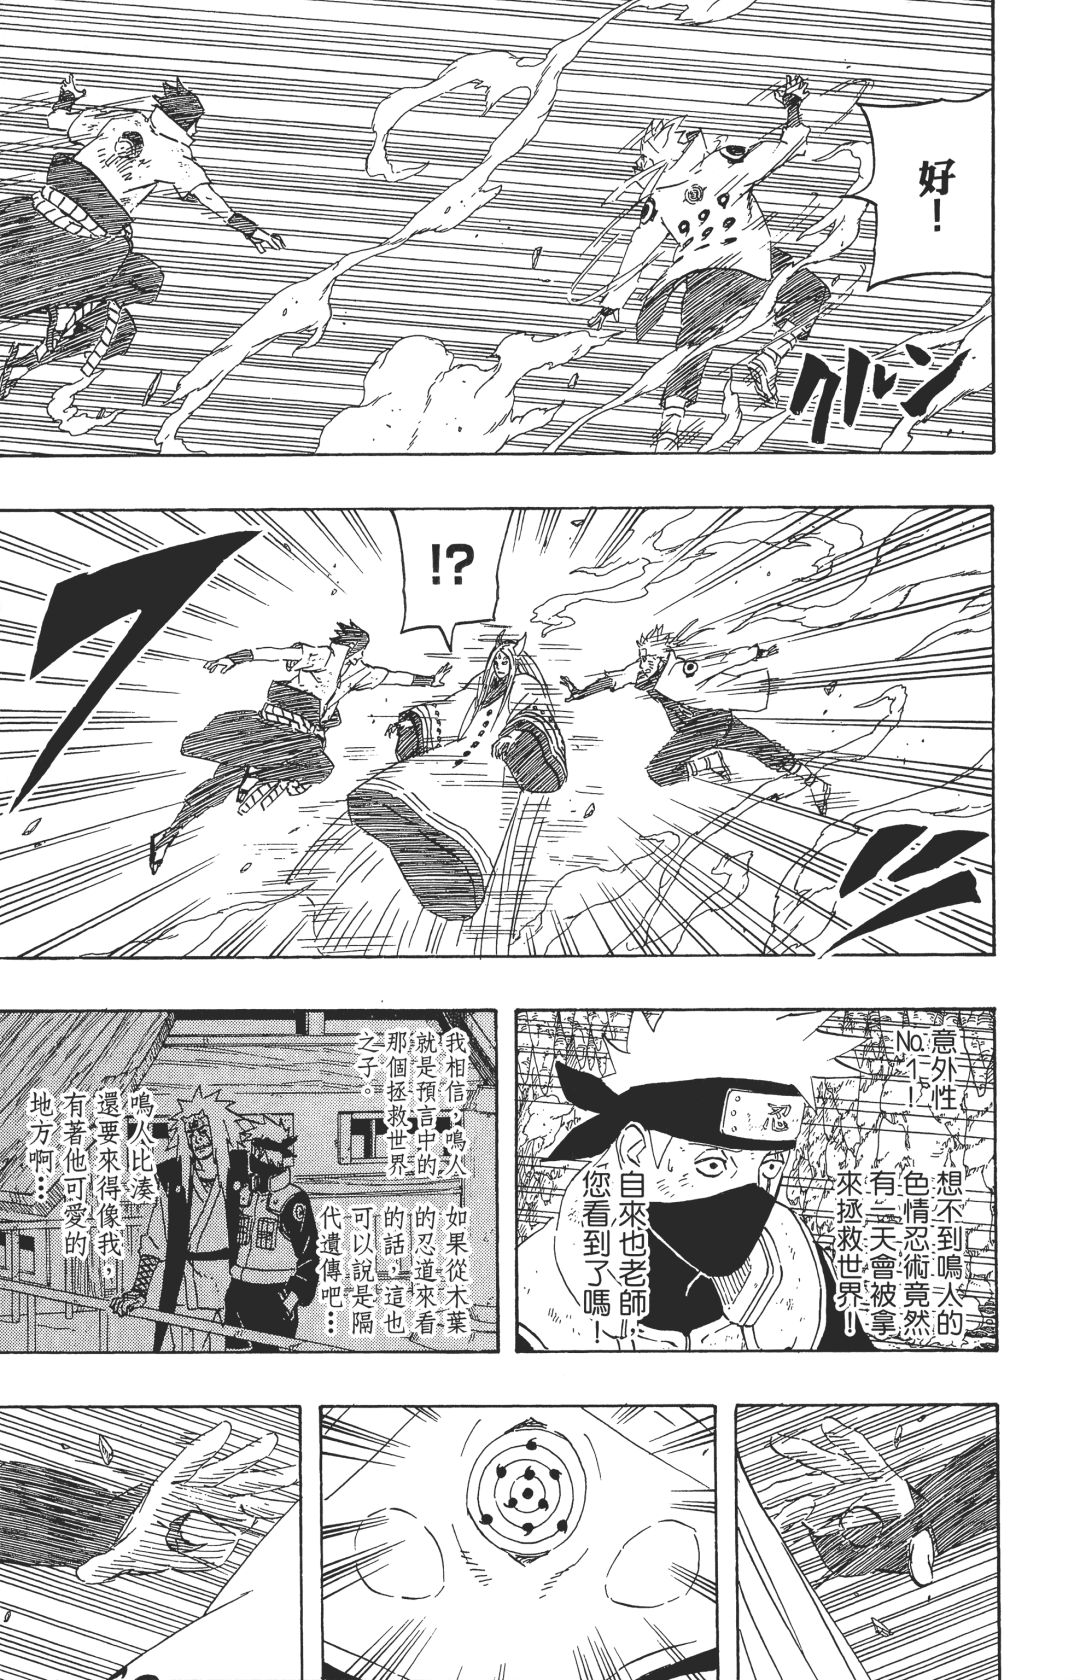 好！
クルン
!?
クッ
意外性
No.1！
想不到鳴人的
色情忍術竟然
有一天會被拿
來拯救世界！
自來也老師，
您看到了嗎！
忍
我相信，鳴人
就是預言中的
那個拯救世界
之子。
如果從木葉
的忍道來看
的話，這也
可以說是隔
代遺傳吧…
鳴人比湊
還要來得像我，
有著他可愛的
地方啊…